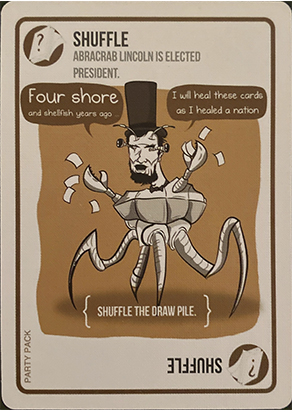 ?
SHUFFLE
ABRACRAB LINCOLN IS ELECTED
PRESIDENT.
Four shore
and shellfish years ago
I will heal these cards
as I healed a nation
{ SHUFFLE THE DRAW PILE. }
PARTY PACK
SHUFFLE
?